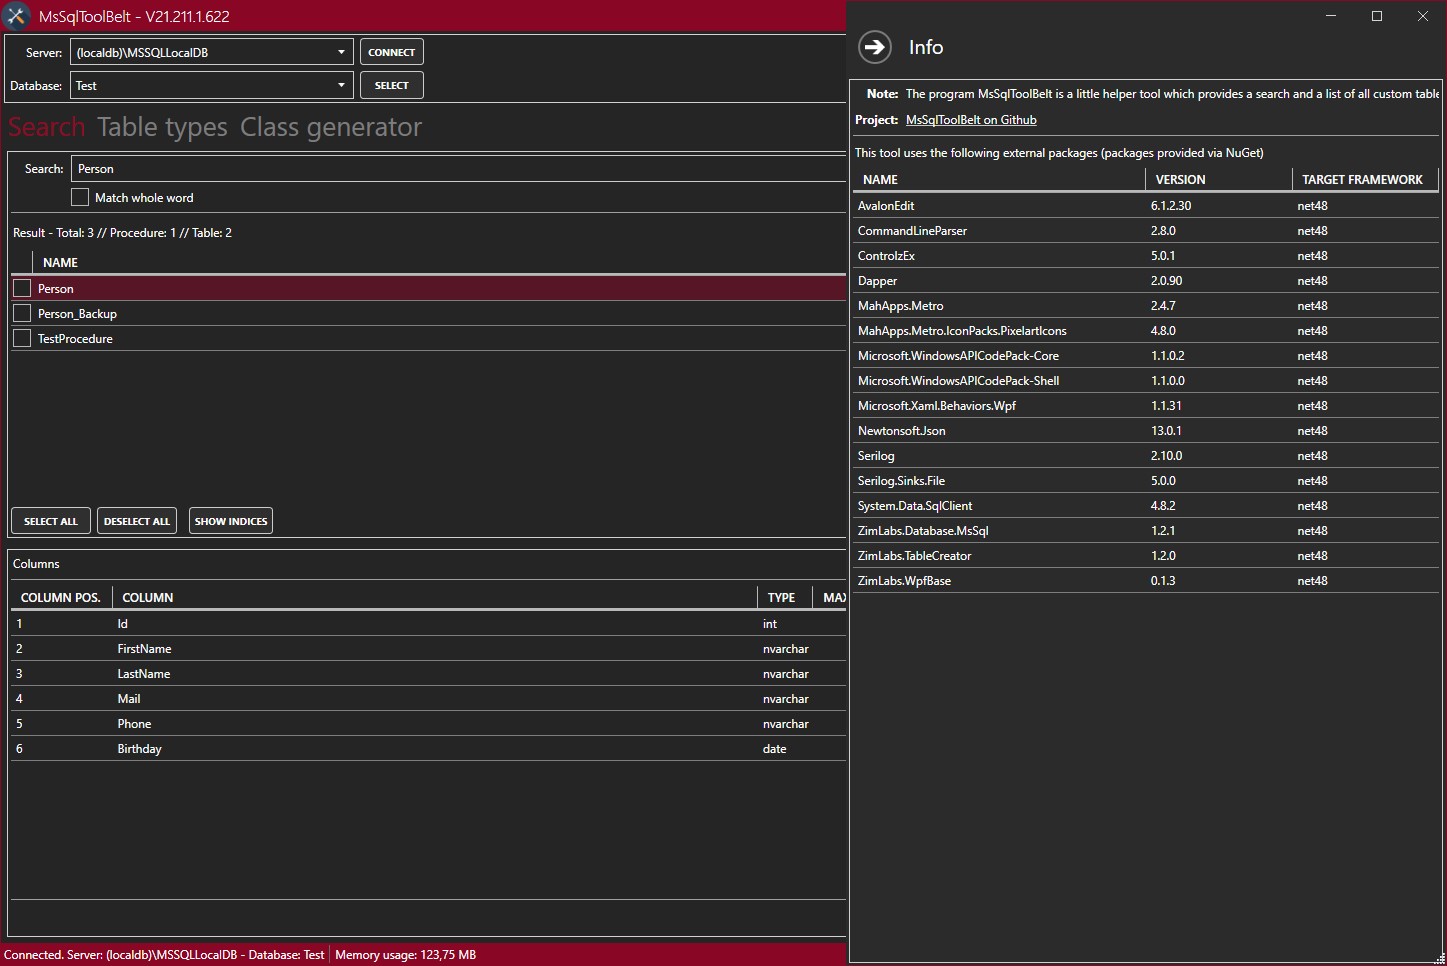 MsSqlToolBelt - V21.211.1.622
Server: (localdb)\MSSQLLocalDB CONNECT
Database: Test SELECT
Search Table types Class generator
Search: Person
Match whole word
Result - Total: 3 // Procedure: 1 // Table: 2
NAME
Person
Person_Backup
TestProcedure
SELECT ALL DESELECT ALL SHOW INDICES
Columns
COLUMN POS. COLUMN TYPE MAX
1 Id int
2 FirstName nvarchar
3 LastName nvarchar
4 Mail nvarchar
5 Phone nvarchar
6 Birthday date
Connected. Server: (localdb)\MSSQLLocalDB - Database: Test Memory usage: 123,75 MB
Info
Note: The program MsSqlToolBelt is a little helper tool which provides a search and a list of all custom table
Project: MsSqlToolBelt on Github
This tool uses the following external packages (packages provided via NuGet)
NAME VERSION TARGET FRAMEWORK
AvalonEdit 6.1.2.30 net48
CommandLineParser 2.8.0 net48
ControlzEx 5.0.1 net48
Dapper 2.0.90 net48
MahApps.Metro 2.4.7 net48
MahApps.Metro.IconPacks.PixelartIcons 4.8.0 net48
Microsoft.WindowsAPICodePack-Core 1.1.0.2 net48
Microsoft.WindowsAPICodePack-Shell 1.1.0.0 net48
Microsoft.Xaml.Behaviors.Wpf 1.1.31 net48
Newtonsoft.Json 13.0.1 net48
Serilog 2.10.0 net48
Serilog.Sinks.File 5.0.0 net48
System.Data.SqlClient 4.8.2 net48
ZimLabs.Database.MsSql 1.2.1 net48
ZimLabs.TableCreator 1.2.0 net48
ZimLabs.WpfBase 0.1.3 net48